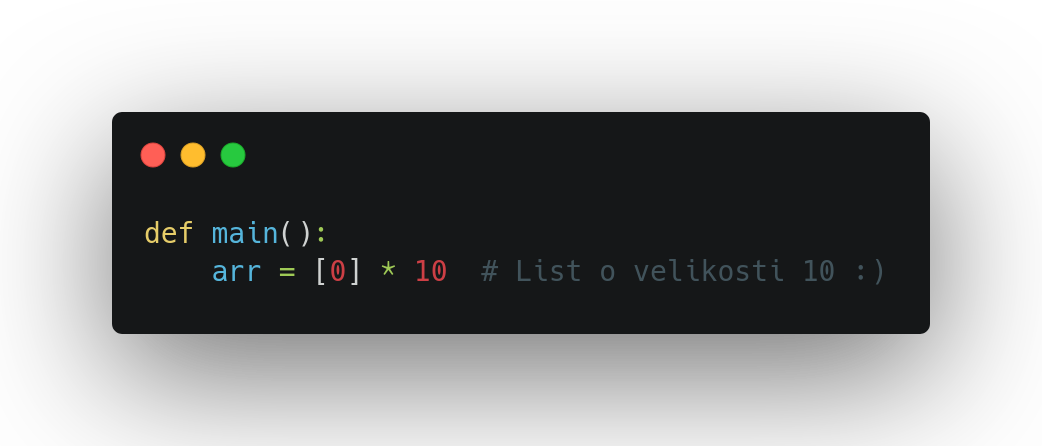 def main():
    arr = [0] * 10  # List o velikosti 10 :)